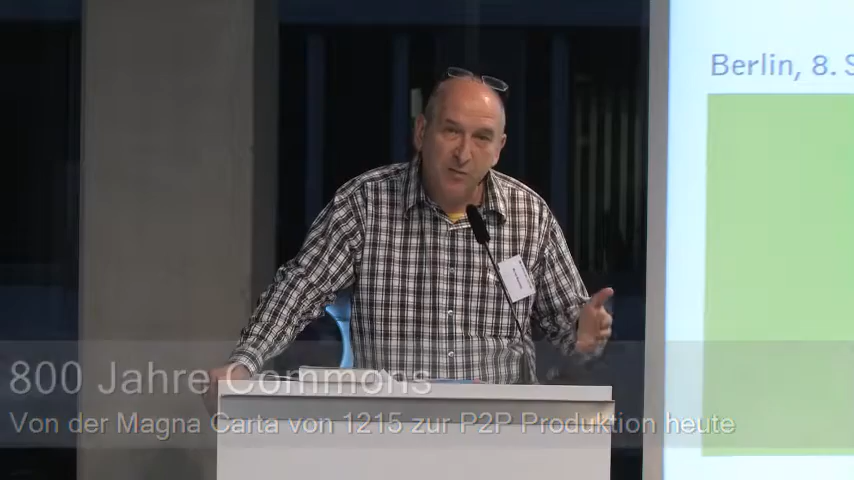 Berlin, 8. S
800 Jahre Commons
Von der Magna Carta von 1215 zur P2P Produktion heute